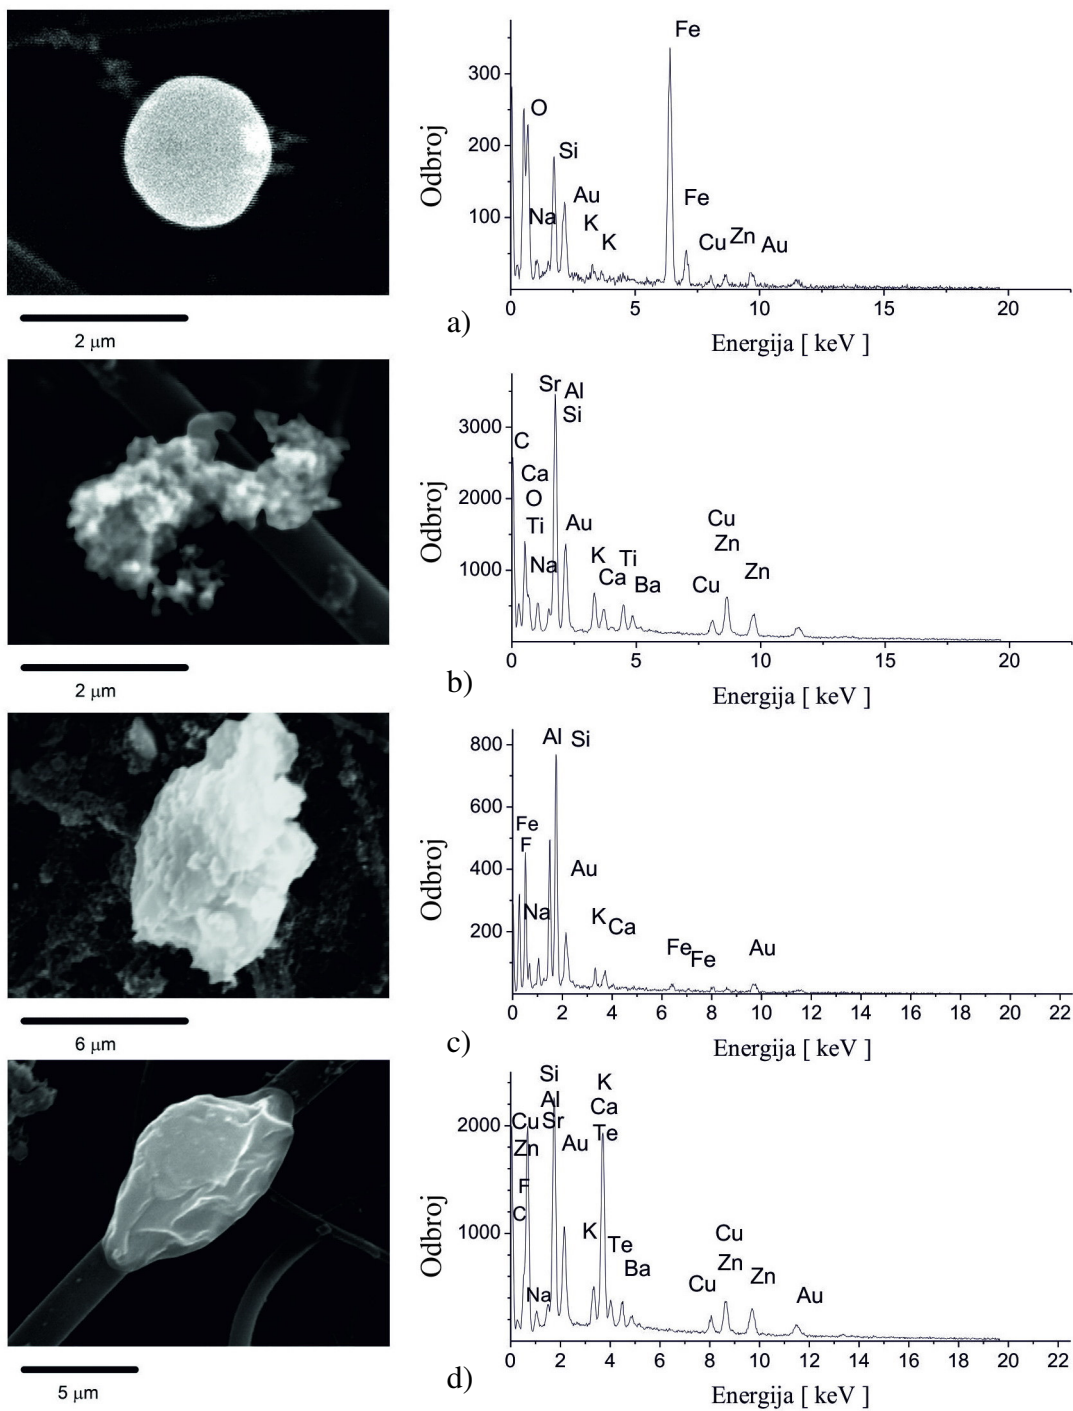 Fe
300
O
200
Si
Odbroj
Au
Fe
Na
K
100
K
Cu
Zn
Au
0
5
10
15
20
2 μm
a)
Energija [ keV ]
Sr
Al
Si
3000
C
Ca
2000
O
Ti
Au
Cu
Odbroj
K
Ti
Zn
Na
1000
Ca
Ba
Cu
Zn
0
5
10
15
20
2 μm
b)
Energija [ keV ]
800
Al
Si
600
Fe
F
Odbroj
400
Au
Na
K
Ca
200
Fe
Fe
Au
0 2 4 6 8 10 12 14 16 18 20 22
6 μm
c)
Energija [ keV ]
Si
K
Al
Ca
2000
Cu
Sr
Te
Zn
Au
F
C
Odbroj
1000
K
Te
Cu
Ba
Zn
Zn
Cu
Na
Au
0 2 4 6 8 10 12 14 16 18 20 22
5 μm
d)
Energija [ keV ]